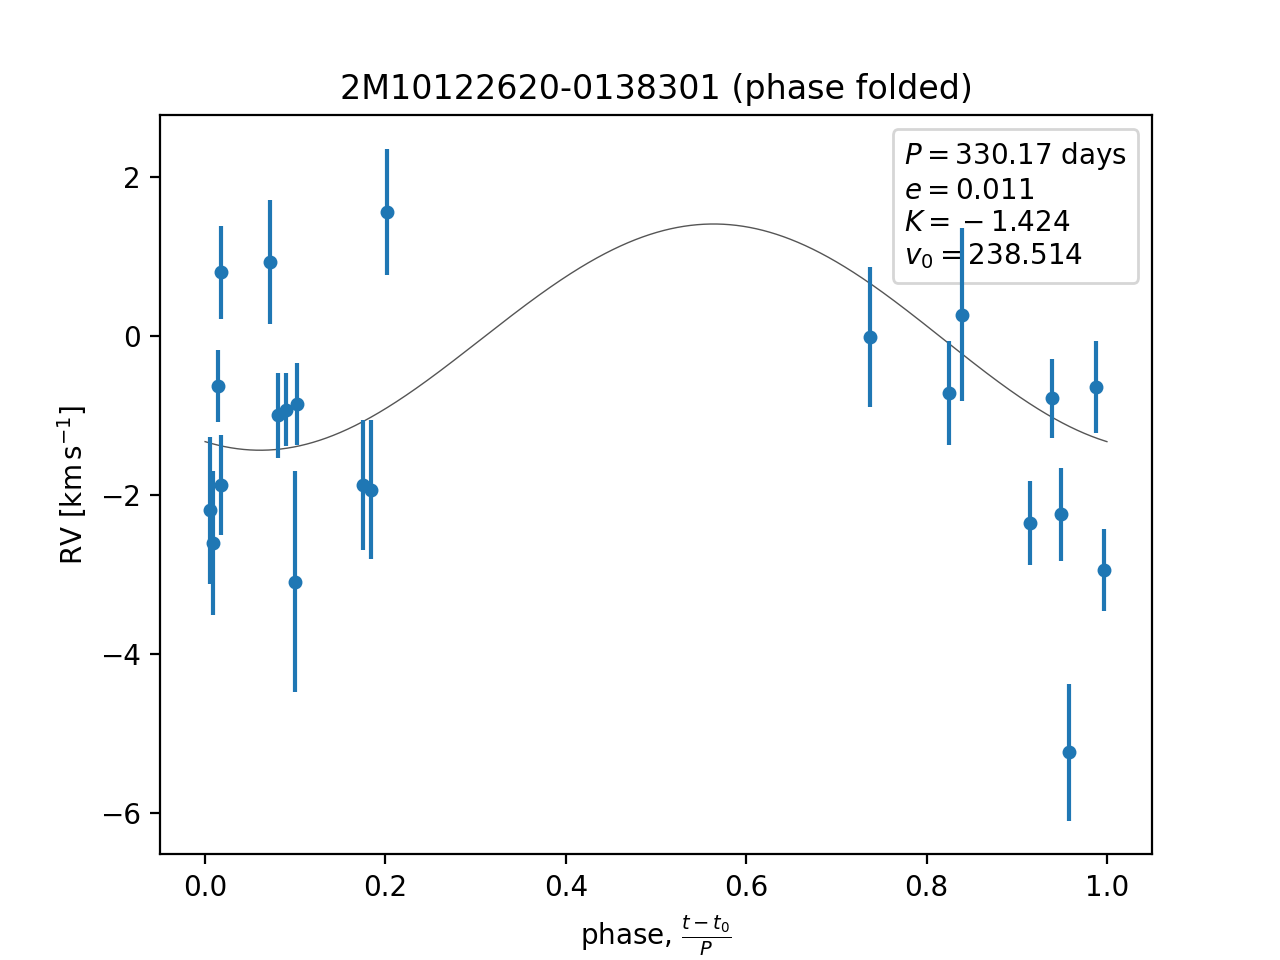 2M10122620-0138301 (phase folded)
P = 330.17 days
e = 0.011
K = −1.424
v₀ = 238.514
RV [km s⁻¹]
2
0
−2
−4
−6
0.0 0.2 0.4 0.6 0.8 1.0
phase, (t − t₀)/P